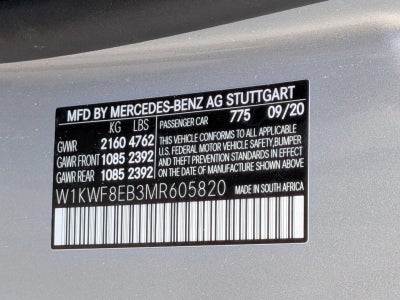 MFD BY MERCEDES-BENZ AG STUTTGART
KG LBS PASSENGER CAR 775 09/20
GVWR 2160 4762
GAWR FRONT 1085 2392
GAWR REAR 1085 2392
THIS VEHICLE CONFORMS TO ALL APPLICABLE
U.S. FEDERAL MOTOR VEHICLE SAFETY, BUMPER
AND THEFT PREVENTION STANDARDS IN EFFECT
ON THE DATE OF MANUFACTURE SHOWN ABOVE.
W1KWF8EB3MR605820 MADE IN SOUTH AFRICA